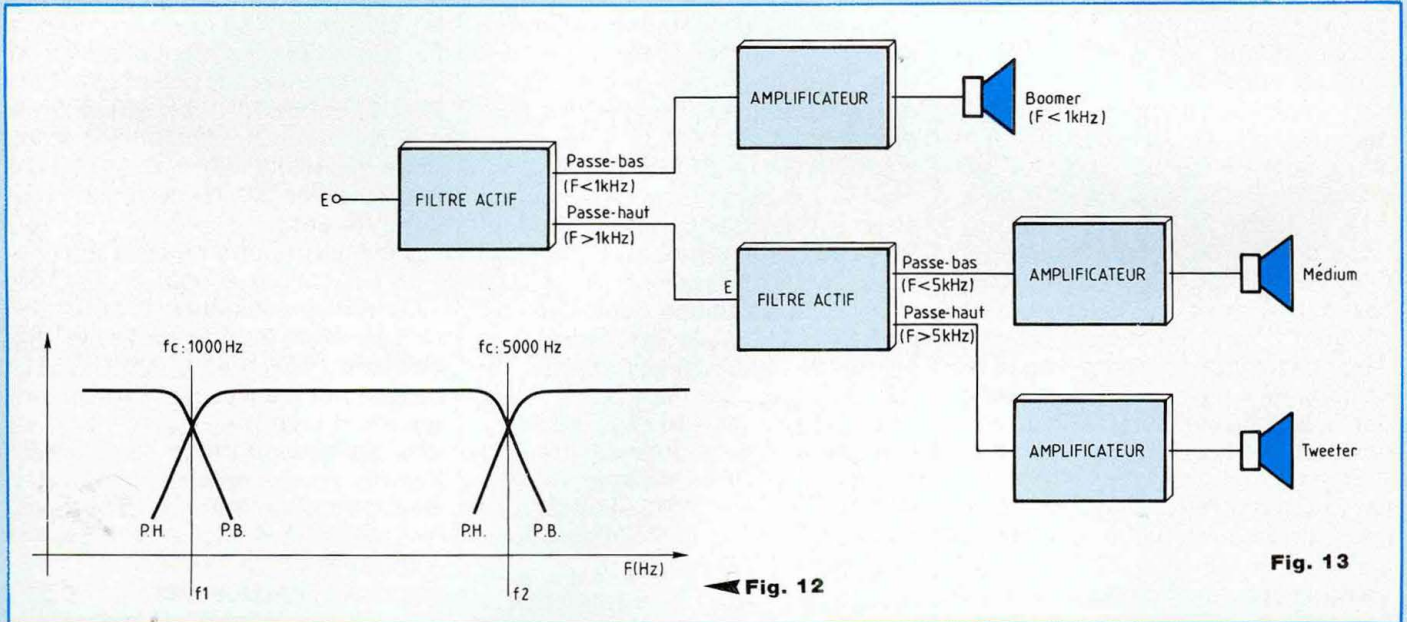 AMPLIFICATEUR
Boomer
(F < 1kHz)
E
FILTRE ACTIF
Passe-bas
(F<1kHz)
Passe-haut
(F>1kHz)
E
FILTRE ACTIF
Passe-bas
(F<5kHz)
Passe-haut
(F>5kHz)
AMPLIFICATEUR
Médium
AMPLIFICATEUR
Tweeter
Fig. 13
fc: 1000 Hz
fc: 5000 Hz
P.H.
P.B.
P.H.
P.B.
F(Hz)
f1
f2
Fig. 12